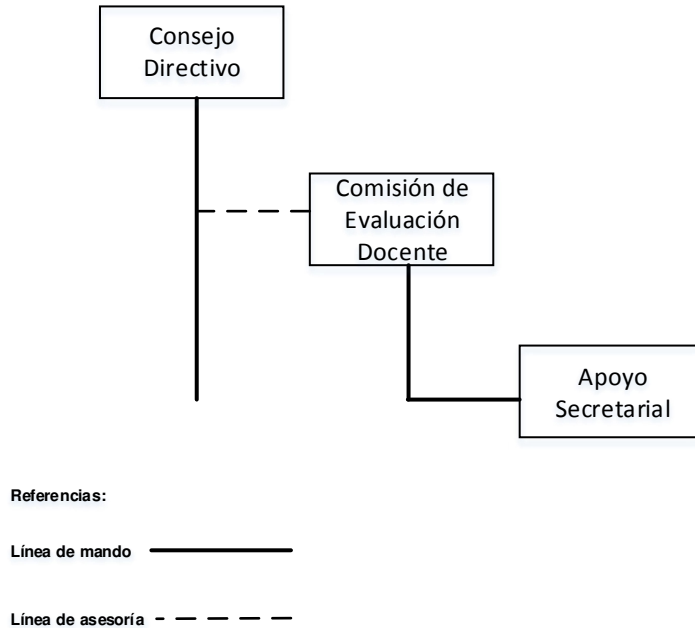 Consejo
Directivo
Comisión de
Evaluación
Docente
Apoyo
Secretarial
Referencias:
Línea de mando
Línea de asesoría